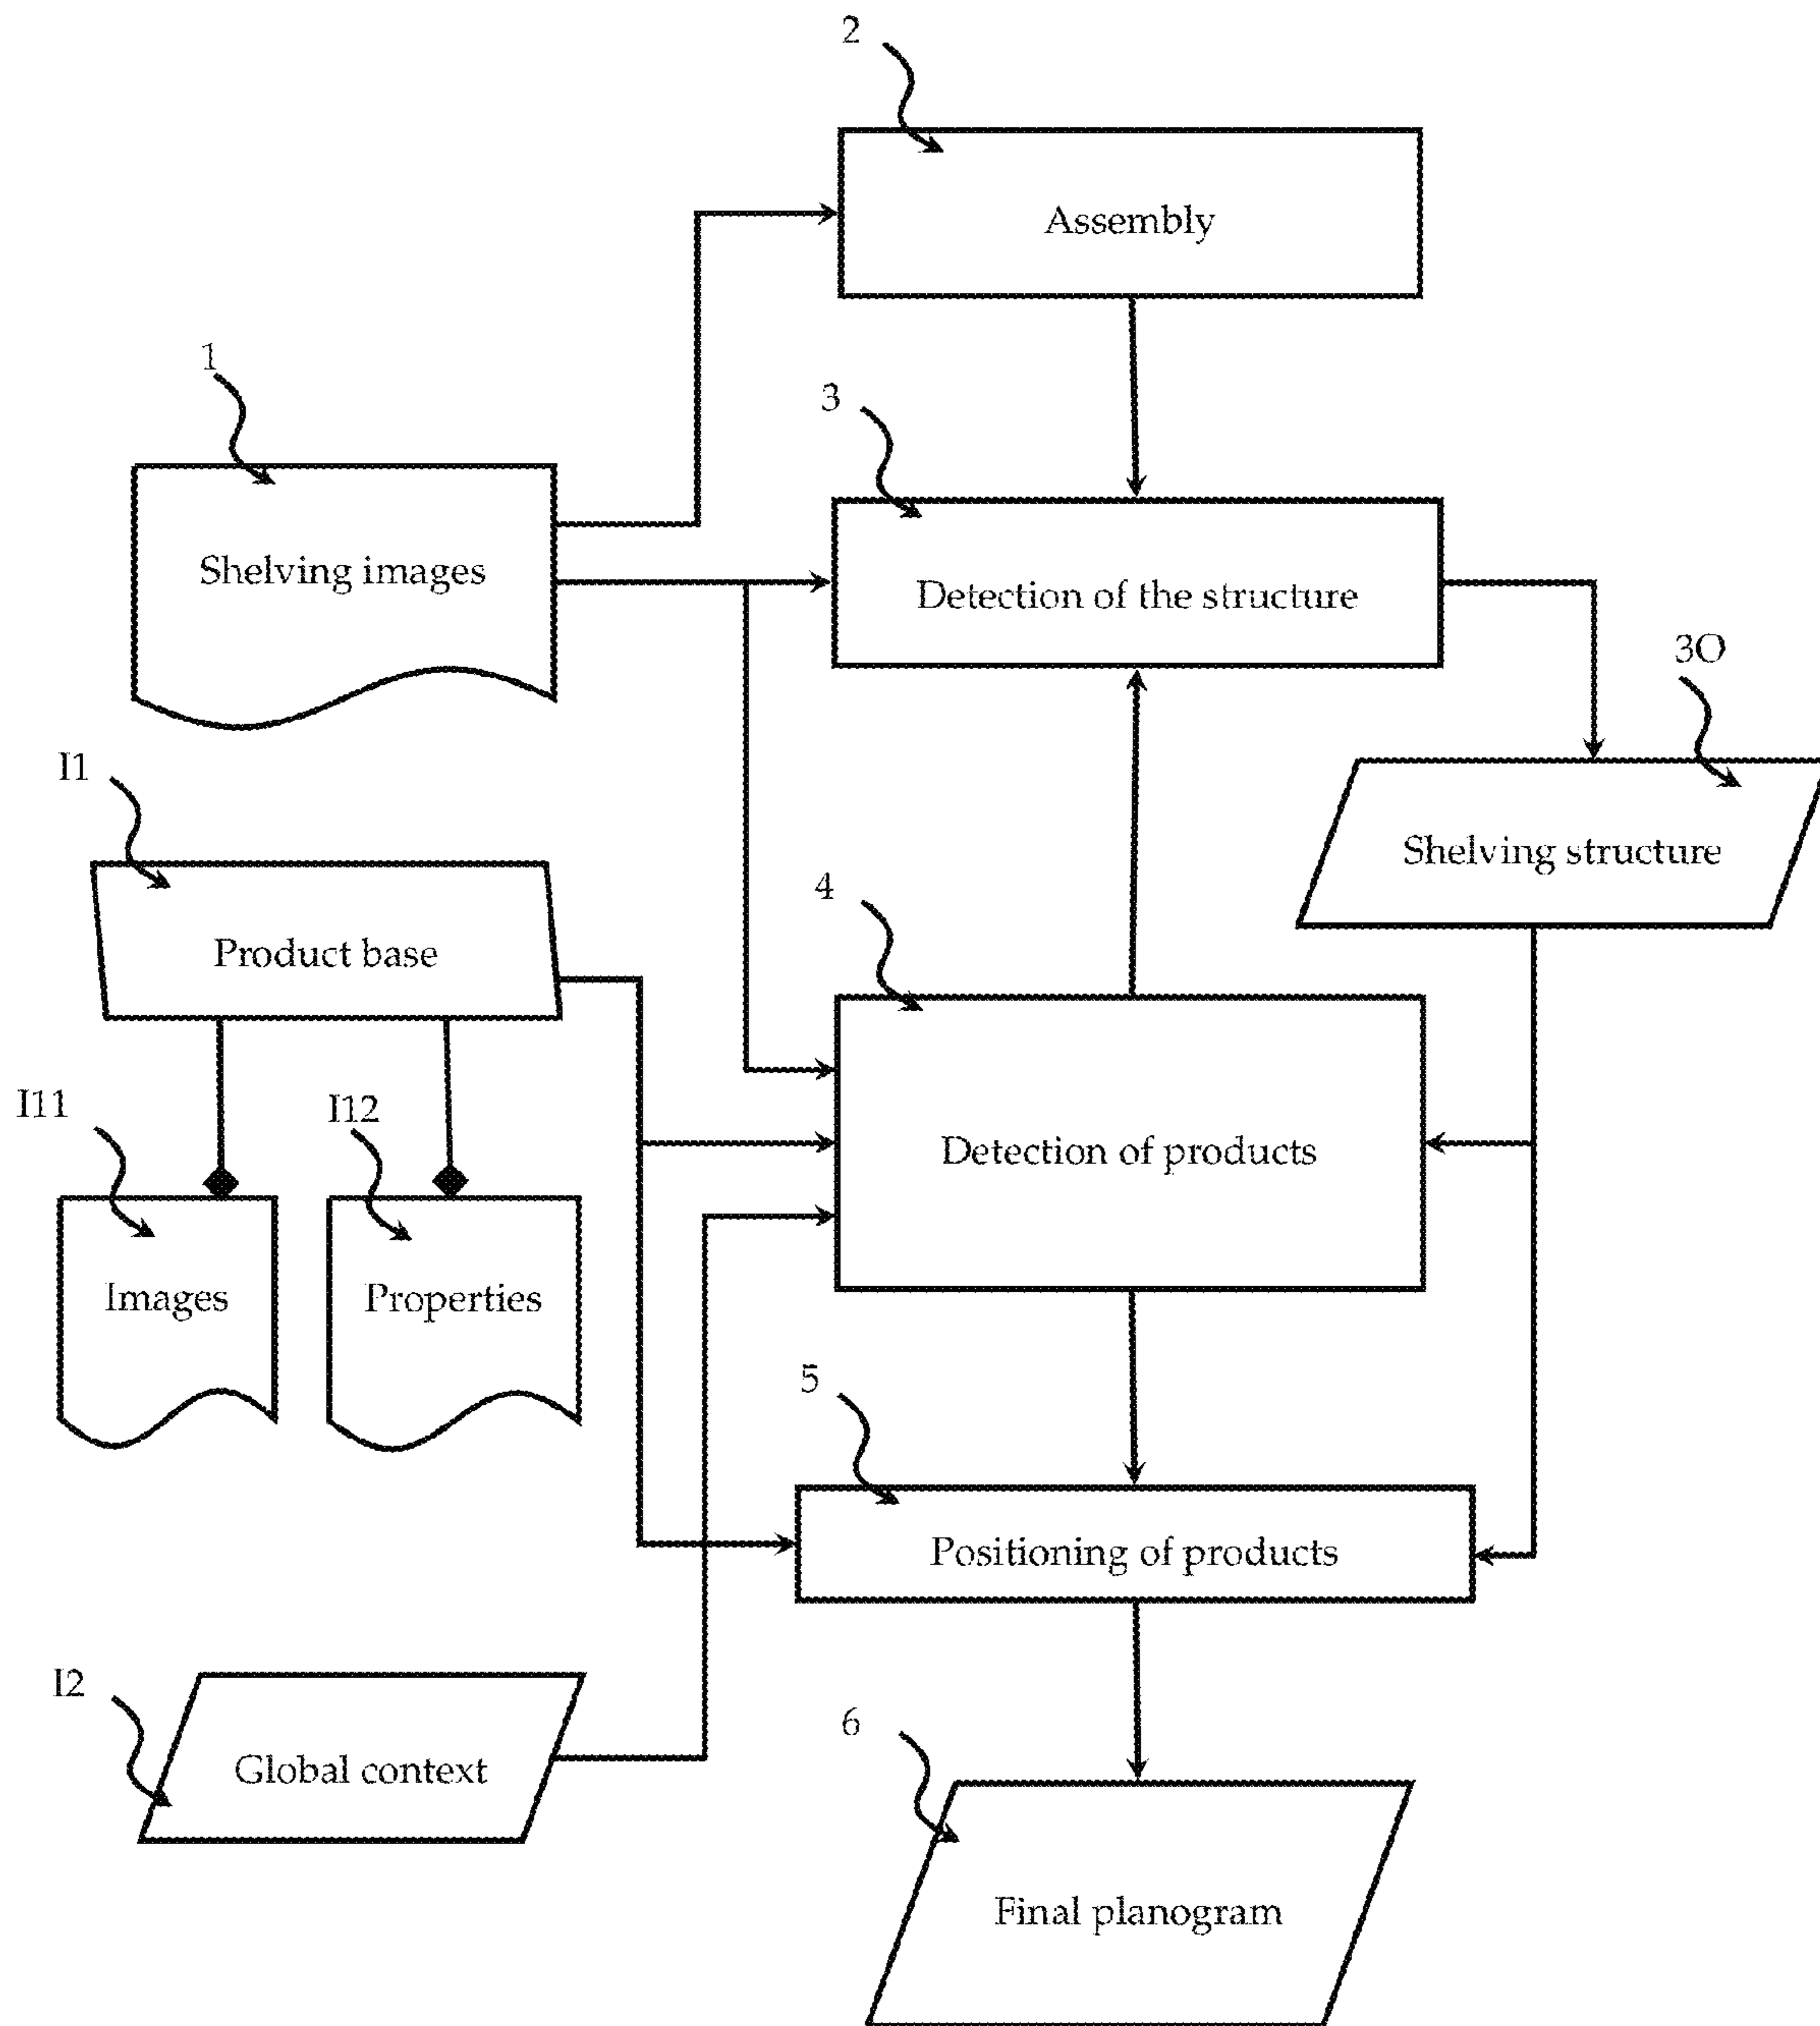 2
Assembly
1
3
Shelving images
Detection of the structure
3O
I1
Shelving structure
4
Product base
I11
I12
Detection of products
Images
Properties
5
Positioning of products
I2
6
Global context
Final planogram